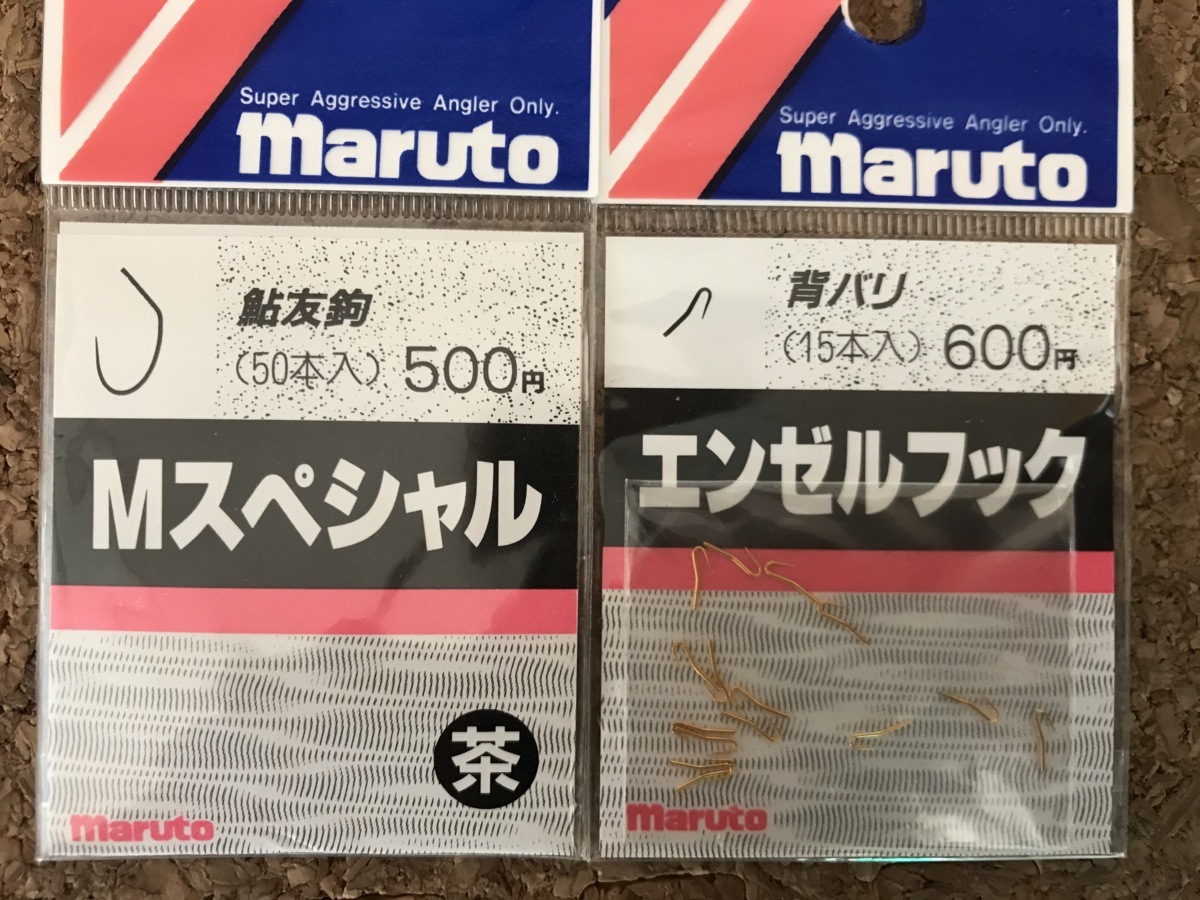 Super Aggressive Angler Only.
maruto
鮎友鉤
(50本入) 500円
Mスペシャル
茶
maruto
Super Aggressive Angler Only.
maruto
背バリ
(15本入) 600円
エンゼルフック
maruto